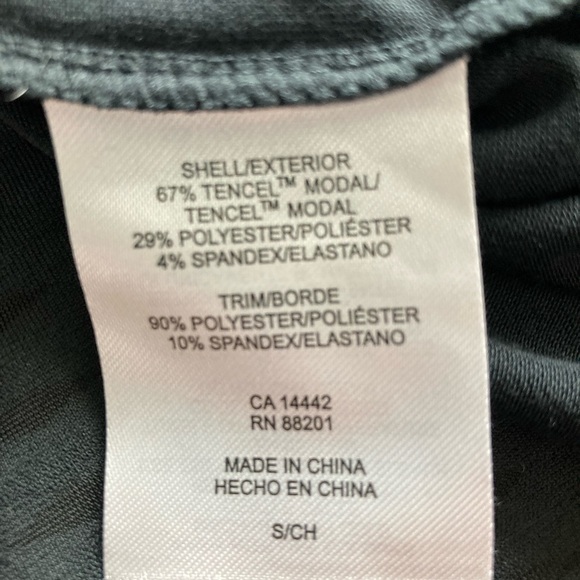 SHELL/EXTERIOR
67% TENCEL™ MODAL/
TENCEL™ MODAL
29% POLYESTER/POLIÉSTER
4% SPANDEX/ELASTANO
TRIM/BORDE
90% POLYESTER/POLIÉSTER
10% SPANDEX/ELASTANO
CA 14442
RN 88201
MADE IN CHINA
HECHO EN CHINA
S/CH